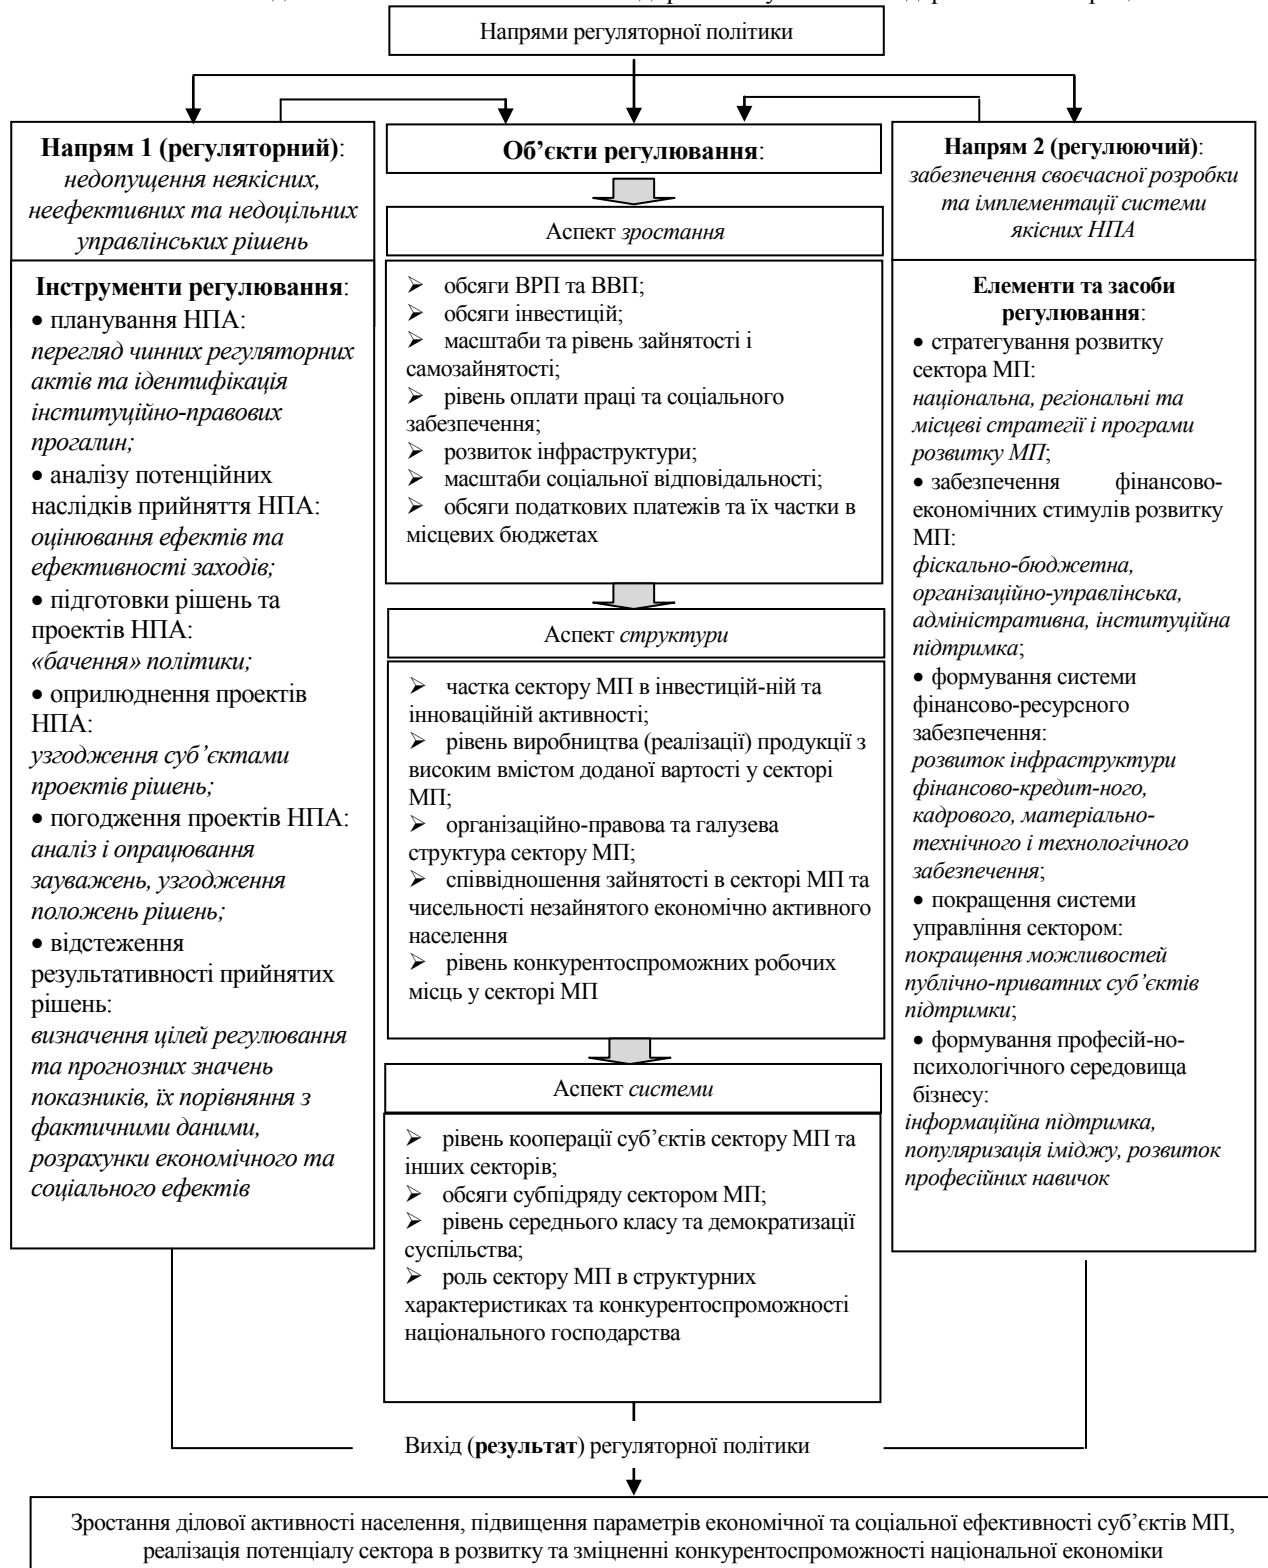 Напрями регуляторної політики
Напрям 1 (регуляторний):
недопущення неякісних,
неефективних та недоцільних
управлінських рішень
Інструменти регулювання:
• планування НПА:
перегляд чинних регуляторних
актів та ідентифікація
інституційно-правових
прогалин;
• аналізу потенційних
наслідків прийняття НПА:
оцінювання ефектів та
ефективності заходів;
• підготовки рішень та
проектів НПА:
«бачення» політики;
• оприлюднення проектів
НПА:
узгодження суб’єктами
проектів рішень;
• погодження проектів НПА:
аналіз і опрацювання
зауважень, узгодження
положень рішень;
• відстеження
результативності прийнятих
рішень:
визначення цілей регулювання
та прогнозних значень
показників, їх порівняння з
фактичними даними,
розрахунки економічного та
соціального ефектів
Об’єкти регулювання:
Аспект зростання
➢ обсяги ВРП та ВВП;
➢ обсяги інвестицій;
➢ масштаби та рівень зайнятості і
самозайнятості;
➢ рівень оплати праці та соціального
забезпечення;
➢ розвиток інфраструктури;
➢ масштаби соціальної відповідальності;
➢ обсяги податкових платежів та їх частки в
місцевих бюджетах
Аспект структури
➢ частка сектору МП в інвестицій-ній та
інноваційній активності;
➢ рівень виробництва (реалізації) продукції з
високим вмістом доданої вартості у секторі
МП;
➢ організаційно-правова та галузева
структура сектору МП;
➢ співвідношення зайнятості в секторі МП та
чисельності незайнятого економічно активного
населення
➢ рівень конкурентоспроможних робочих
місць у секторі МП
Аспект системи
➢ рівень кооперації суб’єктів сектору МП та
інших секторів;
➢ обсяги субпідряду сектором МП;
➢ рівень середнього класу та демократизації
суспільства;
➢ роль сектору МП в структурних
характеристиках та конкурентоспроможності
національного господарства
Напрям 2 (регулюючий):
забезпечення своєчасної розробки
та імплементації системи
якісних НПА
Елементи та засоби
регулювання:
• стратегування розвитку
сектора МП:
національна, регіональні та
місцеві стратегії і програми
розвитку МП;
• забезпечення фінансово-
економічних стимулів розвитку
МП:
фіскально-бюджетна,
організаційно-управлінська,
адміністративна, інституційна
підтримка;
• формування системи
фінансово-ресурсного
забезпечення:
розвиток інфраструктури
фінансово-кредит-ного,
кадрового, матеріально-
технічного і технологічного
забезпечення;
• покращення системи
управління сектором:
покращення можливостей
публічно-приватних суб’єктів
підтримки;
• формування професій-но-
психологічного середовища
бізнесу:
інформаційна підтримка,
популяризація іміджу, розвиток
професійних навичок
Вихід (результат) регуляторної політики
Зростання ділової активності населення, підвищення параметрів економічної та соціальної ефективності суб’єктів МП,
реалізація потенціалу сектора в розвитку та зміцненні конкурентоспроможності національної економіки